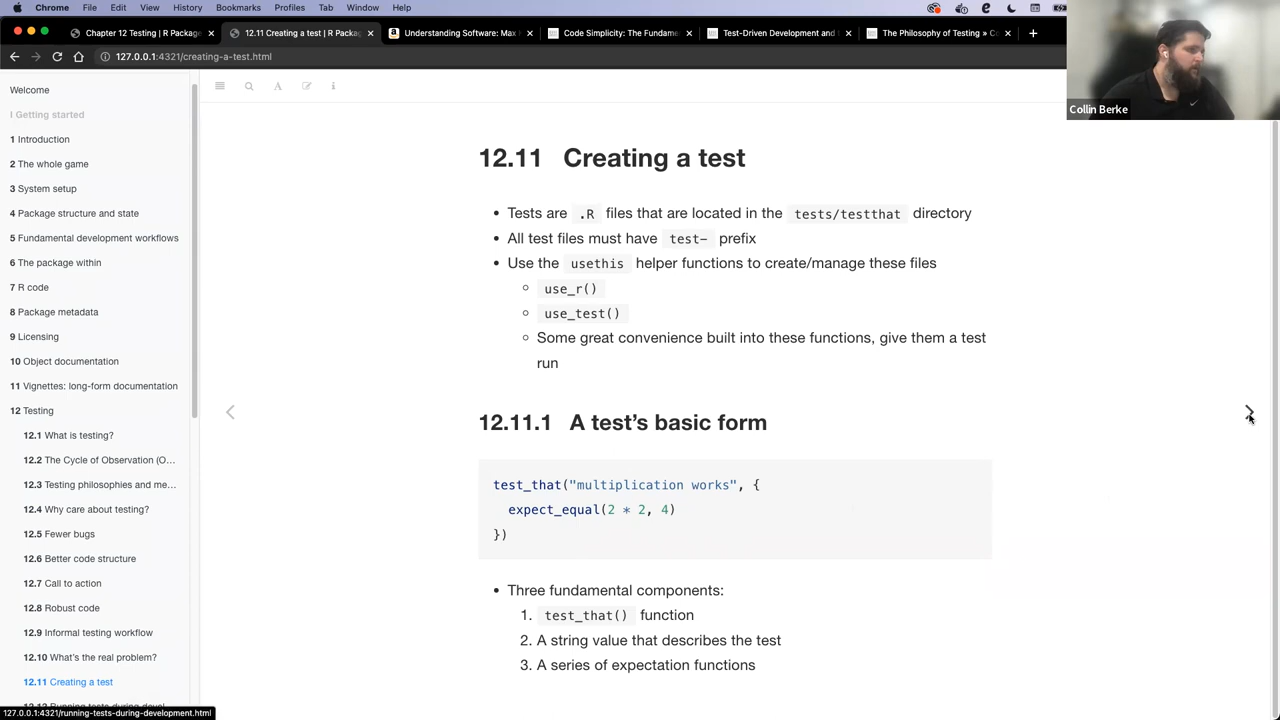 Chrome File Edit View History Bookmarks Profiles Tab Window Help
Chapter 12 Testing | R Package
12.11 Creating a test | R Packa
Understanding Software: Max
Code Simplicity: The Fundame
Test-Driven Development and
The Philosophy of Testing » C
127.0.0.1:4321/creating-a-test.html
Collin Berke
Welcome
I Getting started
1 Introduction
2 The whole game
3 System setup
4 Package structure and state
5 Fundamental development workflows
6 The package within
7 R code
8 Package metadata
9 Licensing
10 Object documentation
11 Vignettes: long-form documentation
12 Testing
12.1 What is testing?
12.2 The Cycle of Observation (O...
12.3 Testing philosophies and me...
12.4 Why care about testing?
12.5 Fewer bugs
12.6 Better code structure
12.7 Call to action
12.8 Robust code
12.9 Informal testing workflow
12.10 What's the real problem?
12.11 Creating a test
127.0.0.1:4321/running-tests-during-development.html
12.11 Creating a test
• Tests are .R files that are located in the tests/testthat directory
• All test files must have test- prefix
• Use the usethis helper functions to create/manage these files
◦ use_r()
◦ use_test()
◦ Some great convenience built into these functions, give them a test
run
12.11.1 A test's basic form
test_that("multiplication works", {
expect_equal(2 * 2, 4)
})
• Three fundamental components:
1. test_that() function
2. A string value that describes the test
3. A series of expectation functions